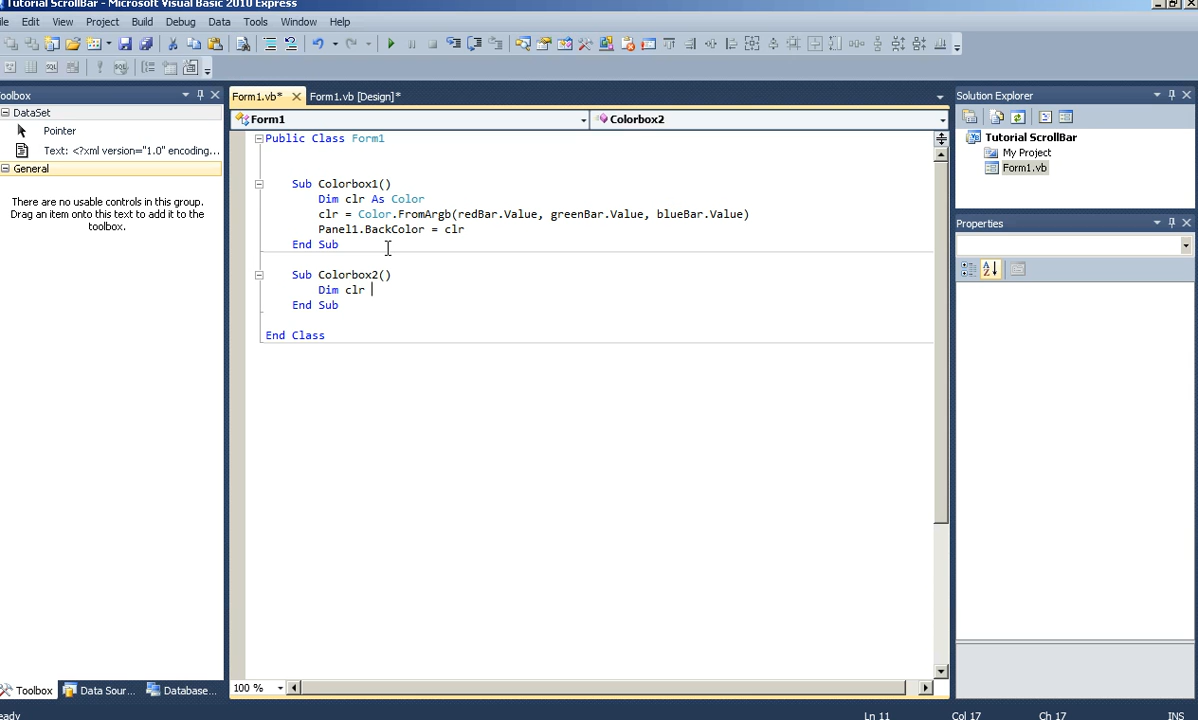 Tutorial ScrollBar - Microsoft Visual Basic 2010 Express
File Edit View Project Build Debug Data Tools Window Help
oolbox
DataSet
Pointer
Text: <?xml version="1.0" encoding...
General
There are no usable controls in this group.
Drag an item onto this text to add it to the
toolbox.
Toolbox Data Sour... Database...
Form1.vb* Form1.vb [Design]*
Form1 Colorbox2
Public Class Form1
Sub Colorbox1()
Dim clr As Color
clr = Color.FromArgb(redBar.Value, greenBar.Value, blueBar.Value)
Panel1.BackColor = clr
End Sub
Sub Colorbox2()
Dim clr
End Sub
End Class
100 %
Solution Explorer
Tutorial ScrollBar
My Project
Form1.vb
Properties
eady Ln 11 Col 17 Ch 17 INS